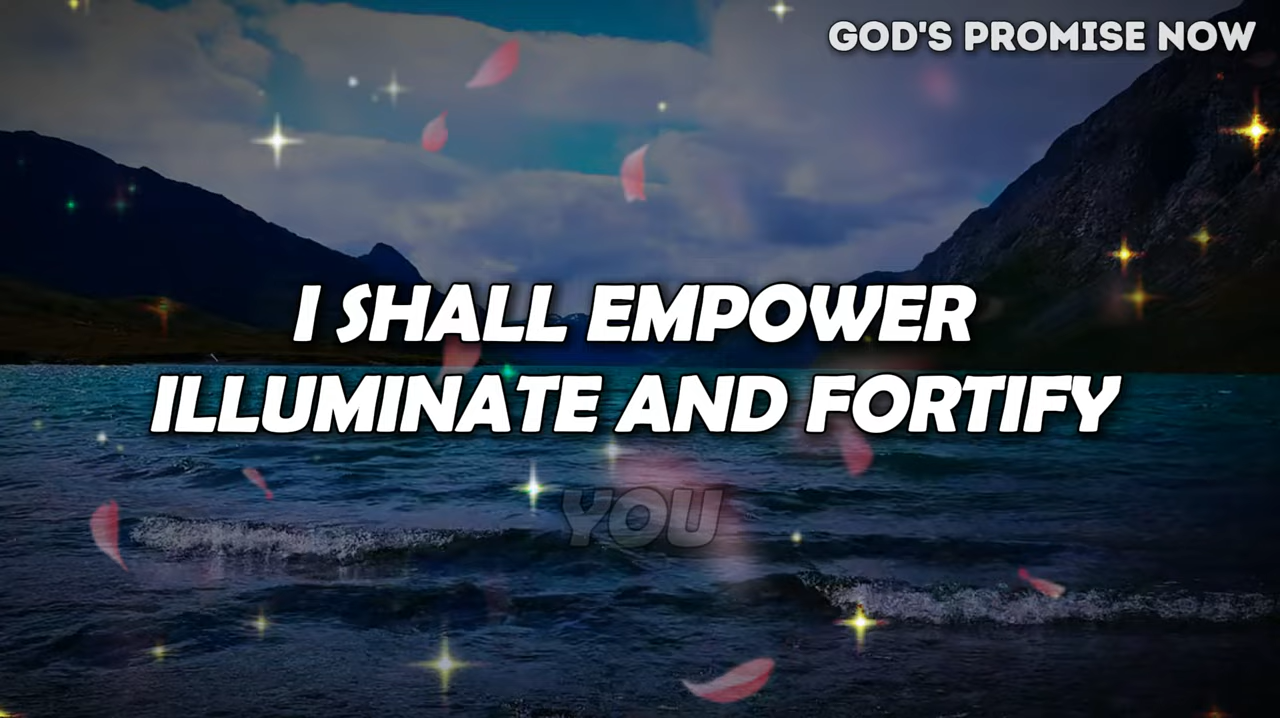 GOD'S PROMISE NOW
I SHALL EMPOWER
ILLUMINATE AND FORTIFY
YOU